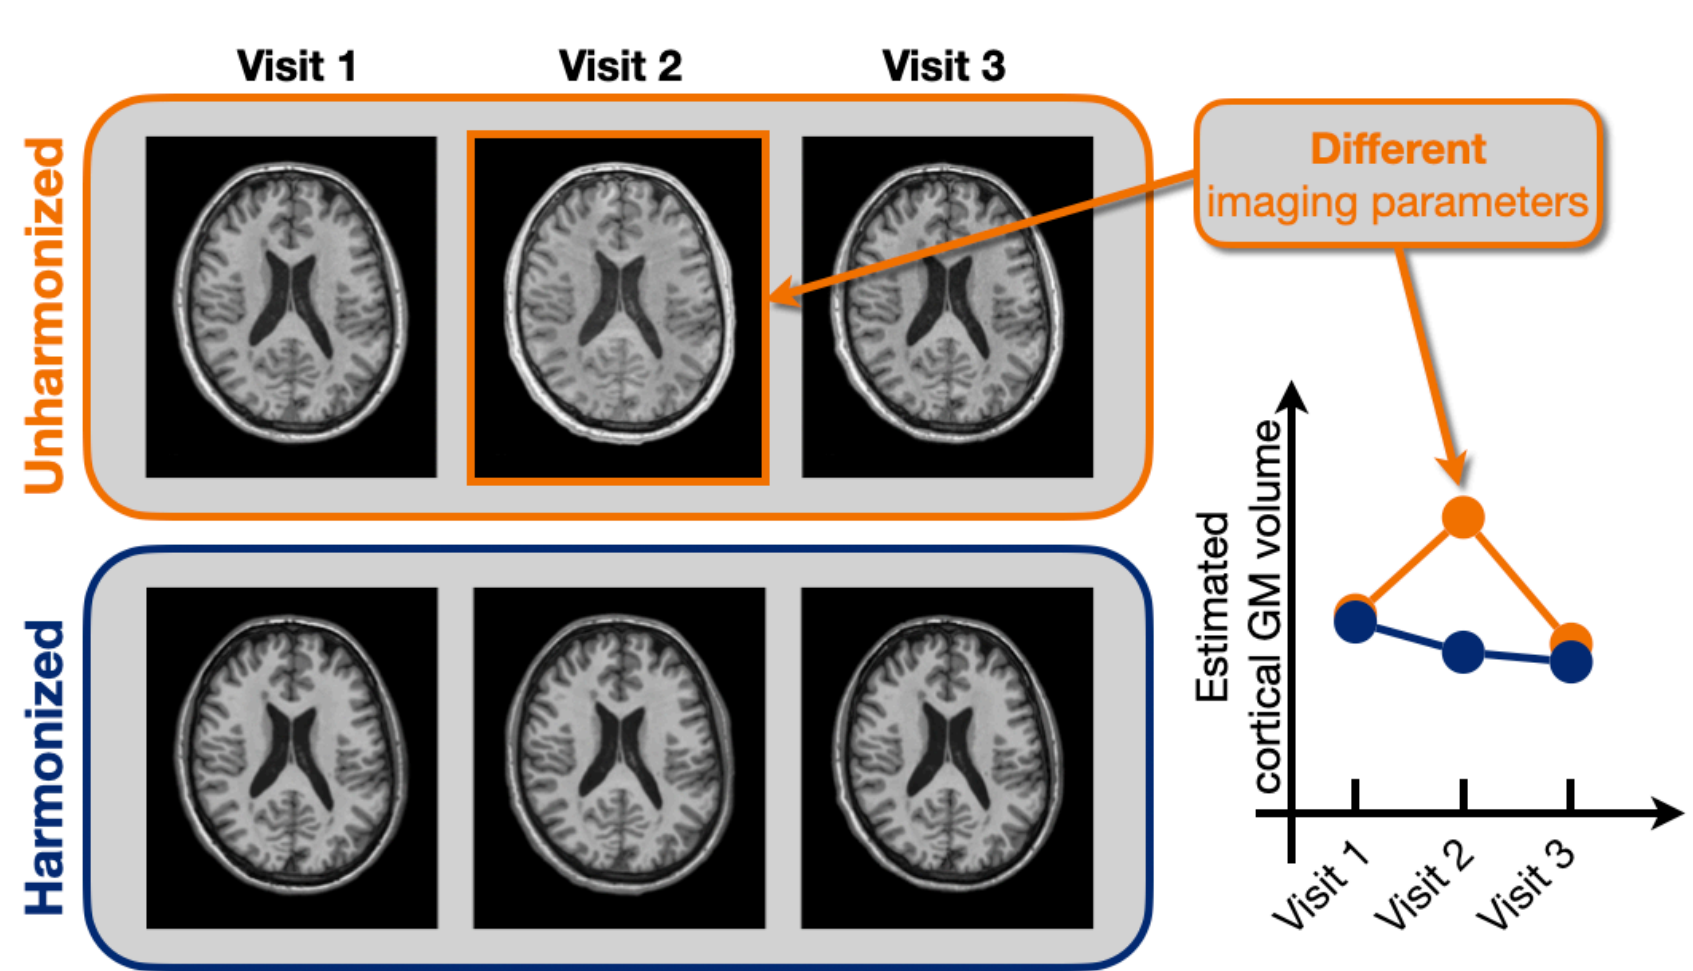 Visit 1
Visit 2
Visit 3
Unharmonized
Different
imaging parameters
Harmonized
Estimated
cortical GM volume
Visit 1
Visit 2
Visit 3